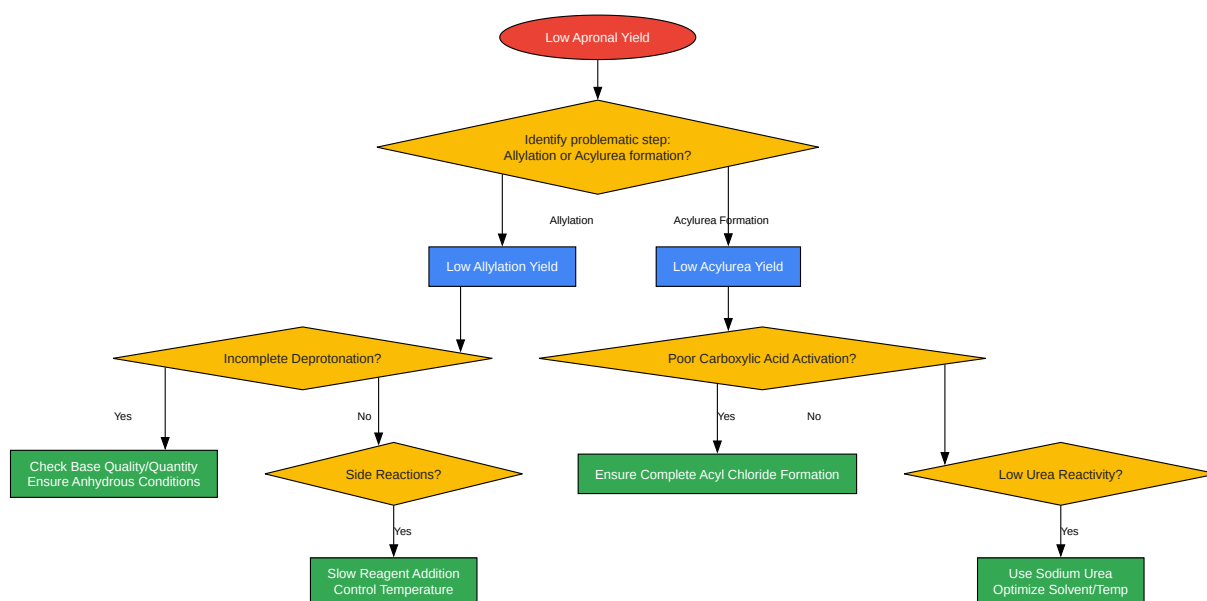 Low Apronal Yield
Identify problematic step:
Allylation or Acylurea formation?
Allylation
Acylurea Formation
Low Allylation Yield
Low Acylurea Yield
Incomplete Deprotonation?
Poor Carboxylic Acid Activation?
Yes
No
Yes
No
Check Base Quality/Quantity
Ensure Anhydrous Conditions
Side Reactions?
Ensure Complete Acyl Chloride Formation
Low Urea Reactivity?
Yes
Yes
Slow Reagent Addition
Control Temperature
Use Sodium Urea
Optimize Solvent/Temp